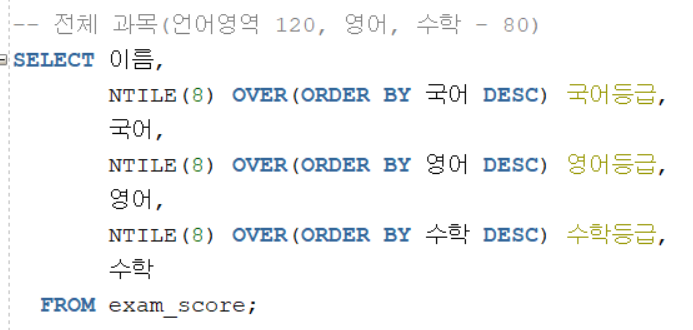 -- 전체 과목(언어영역 120, 영어, 수학 - 80)
SELECT 이름,
NTILE(8) OVER(ORDER BY 국어 DESC) 국어등급,
국어,
NTILE(8) OVER(ORDER BY 영어 DESC) 영어등급,
영어,
NTILE(8) OVER(ORDER BY 수학 DESC) 수학등급,
수학
FROM exam_score;